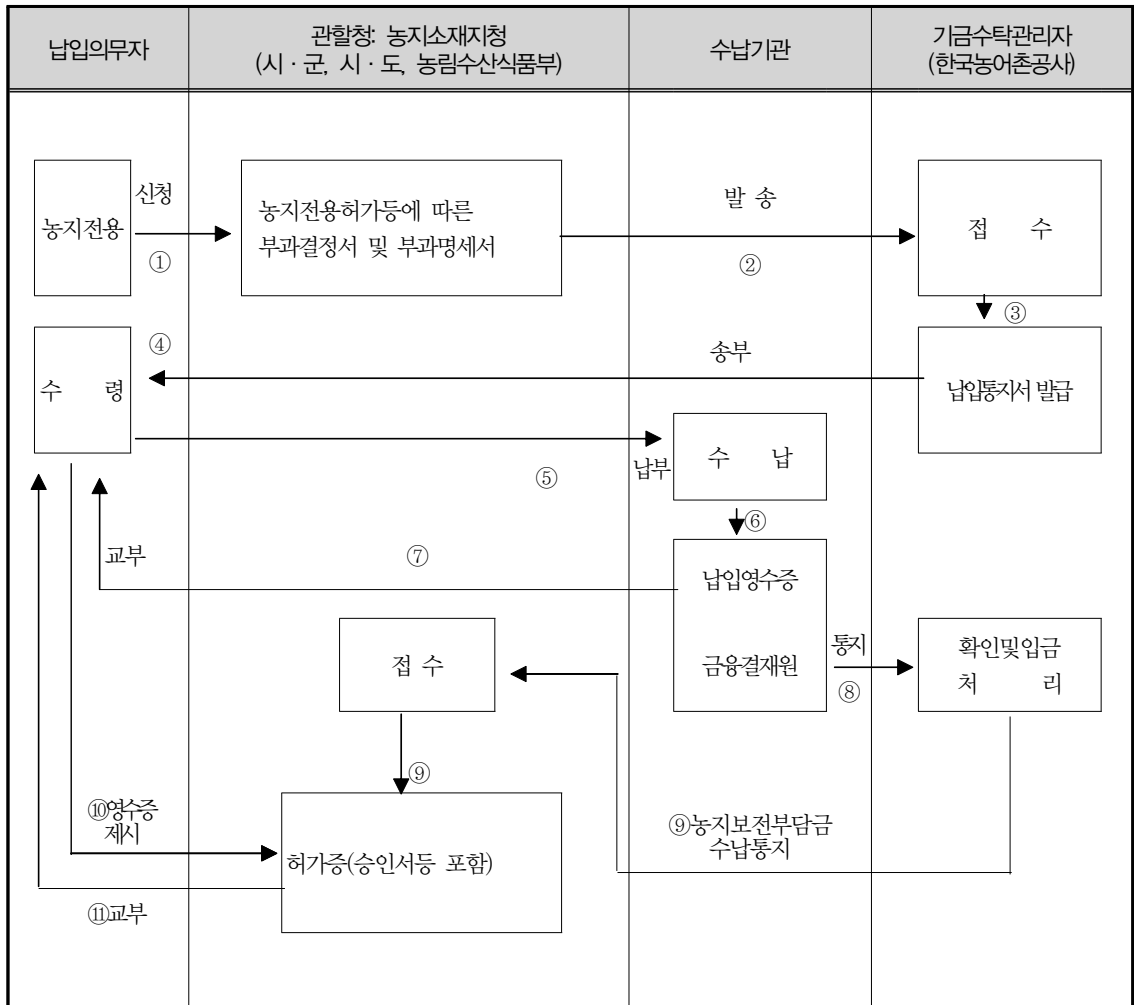 납입의무자
관할청: 농지소재지청
(시 · 군, 시 · 도, 농림수산식품부)
수납기관
기금수탁관리자
(한국농어촌공사)
농지전용
신청
①
농지전용허가등에 따른
부과결정서 및 부과명세서
발 송
②
접 수
③
수 령
④
송부
납입통지서 발급
⑤
납부
수 납
⑥
교부
⑦
납입영수증
금융결재원
통지
⑧
확인및입금
처 리
접 수
⑨
⑨농지보전부담금
수납통지
⑩영수증
제시
허가증(승인서등 포함)
⑪교부